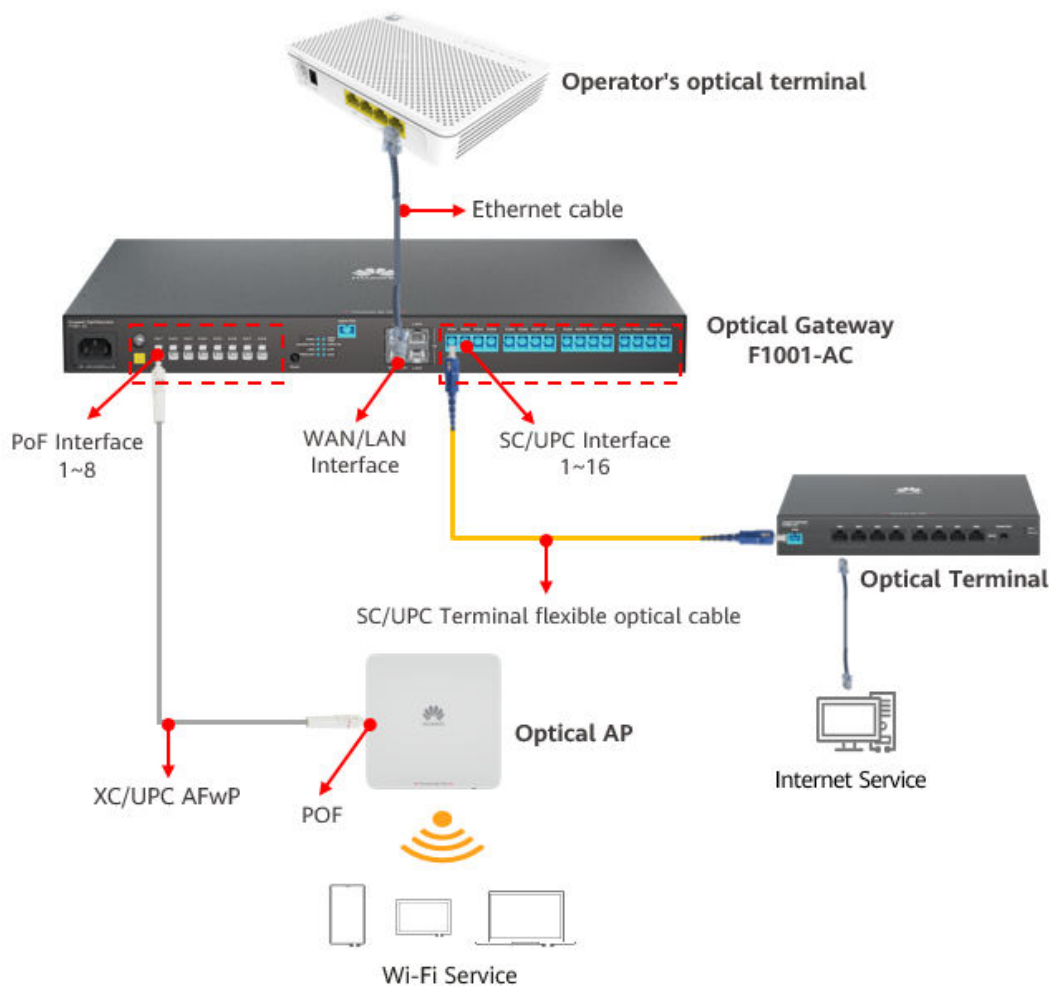 Operator's optical terminal
Ethernet cable
Optical Gateway
F1001-AC
PoF Interface
1~8
WAN/LAN
Interface
SC/UPC Interface
1~16
Optical Terminal
SC/UPC Terminal flexible optical cable
Optical AP
Internet Service
XC/UPC AFwP
POF
Wi-Fi Service